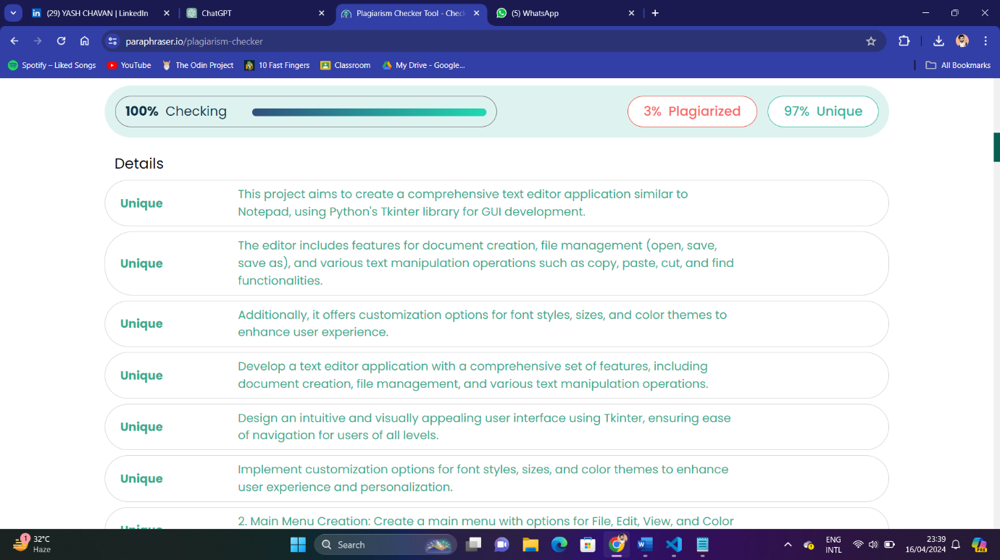 (29) YASH CHAVAN | LinkedIn
ChatGPT
Plagiarism Checker Tool - Chec
(5) WhatsApp
paraphraser.io/plagiarism-checker
Spotify – Liked Songs
YouTube
The Odin Project
10 Fast Fingers
Classroom
My Drive - Google...
All Bookmarks
100% Checking
3% Plagiarized
97% Unique
Details
Unique
This project aims to create a comprehensive text editor application similar to
Notepad, using Python's Tkinter library for GUI development.
Unique
The editor includes features for document creation, file management (open, save,
save as), and various text manipulation operations such as copy, paste, cut, and find
functionalities.
Unique
Additionally, it offers customization options for font styles, sizes, and color themes to
enhance user experience.
Unique
Develop a text editor application with a comprehensive set of features, including
document creation, file management, and various text manipulation operations.
Unique
Design an intuitive and visually appealing user interface using Tkinter, ensuring ease
of navigation for users of all levels.
Unique
Implement customization options for font styles, sizes, and color themes to enhance
user experience and personalization.
Unique
2. Main Menu Creation: Create a main menu with options for File, Edit, View, and Color
1
32°C
Haze
Search
ENG
INTL
23:39
16/04/2024
PRE